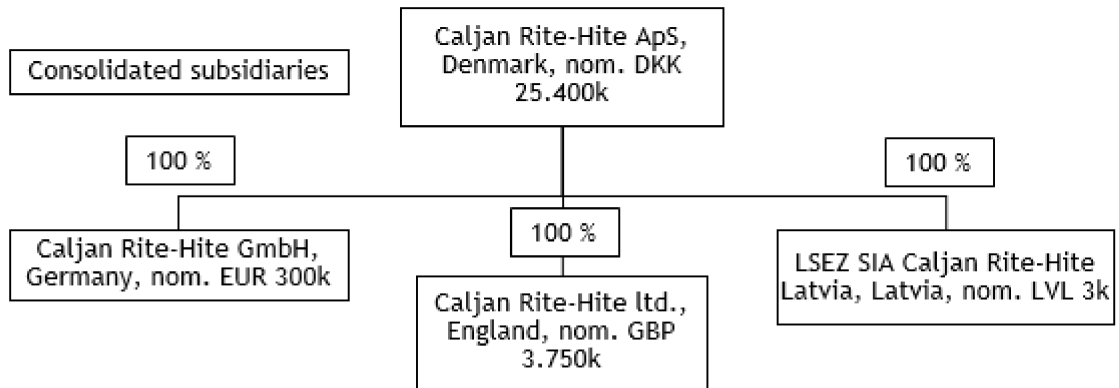 Caljan Rite-Hite ApS,
Denmark, nom. DKK
25.400k
Consolidated subsidiaries
100 %
100 %
100 %
Caljan Rite-Hite GmbH,
Germany, nom. EUR 300k
Caljan Rite-Hite ltd.,
England, nom. GBP
3.750k
LSEZ SIA Caljan Rite-Hite
Latvia, Latvia, nom. LVL 3k